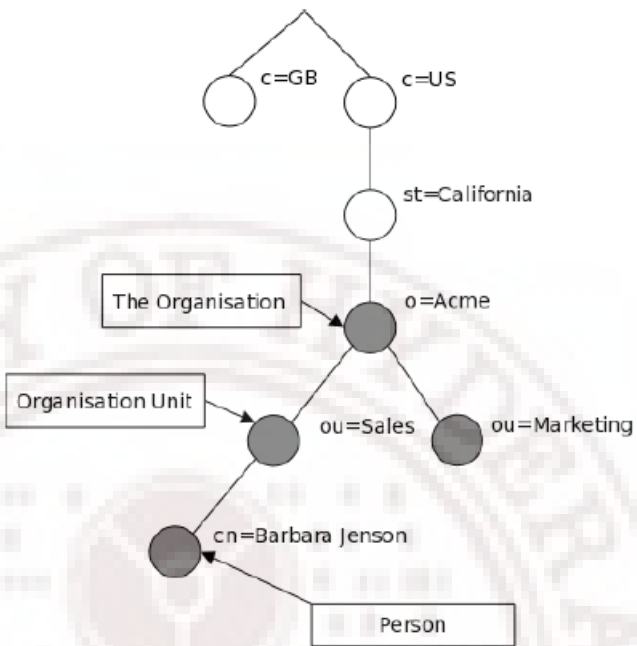 c=GB
c=US
st=California
The Organisation
o=Acme
Organisation Unit
ou=Sales
ou=Marketing
cn=Barbara Jenson
Person